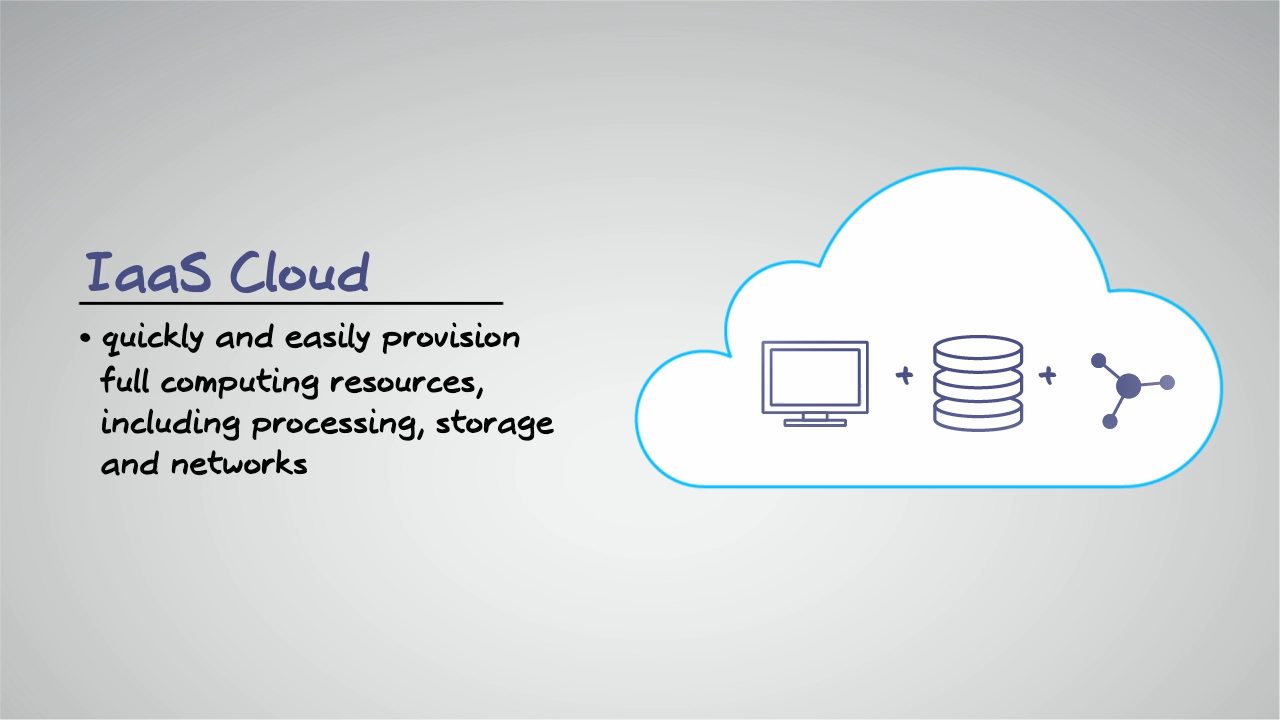 IaaS Cloud
• quickly and easily provision
full computing resources,
including processing, storage
and networks
+ +